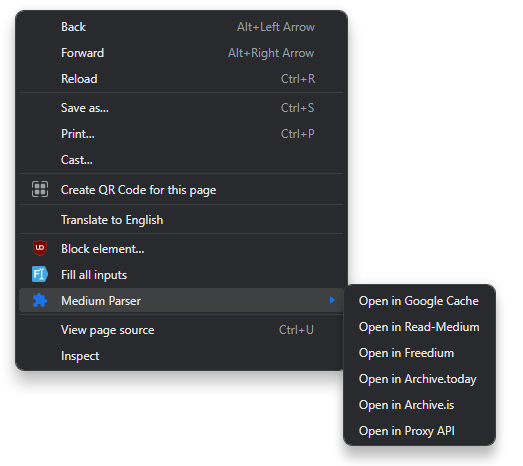 Back Alt+Left Arrow
Forward Alt+Right Arrow
Reload Ctrl+R
Save as... Ctrl+S
Print... Ctrl+P
Cast...
Create QR Code for this page
Translate to English
Block element...
Fill all inputs
Medium Parser
View page source Ctrl+U
Inspect
Open in Google Cache
Open in Read-Medium
Open in Freedium
Open in Archive.today
Open in Archive.is
Open in Proxy API